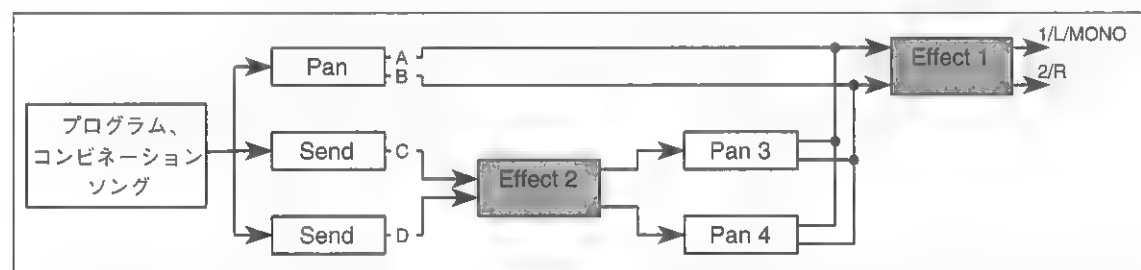 プログラム、
コンビネーション
ソング
Pan
A
B
Send
C
Send
D
Effect 2
Pan 3
Pan 4
Effect 1
1/L/MONO
2/R